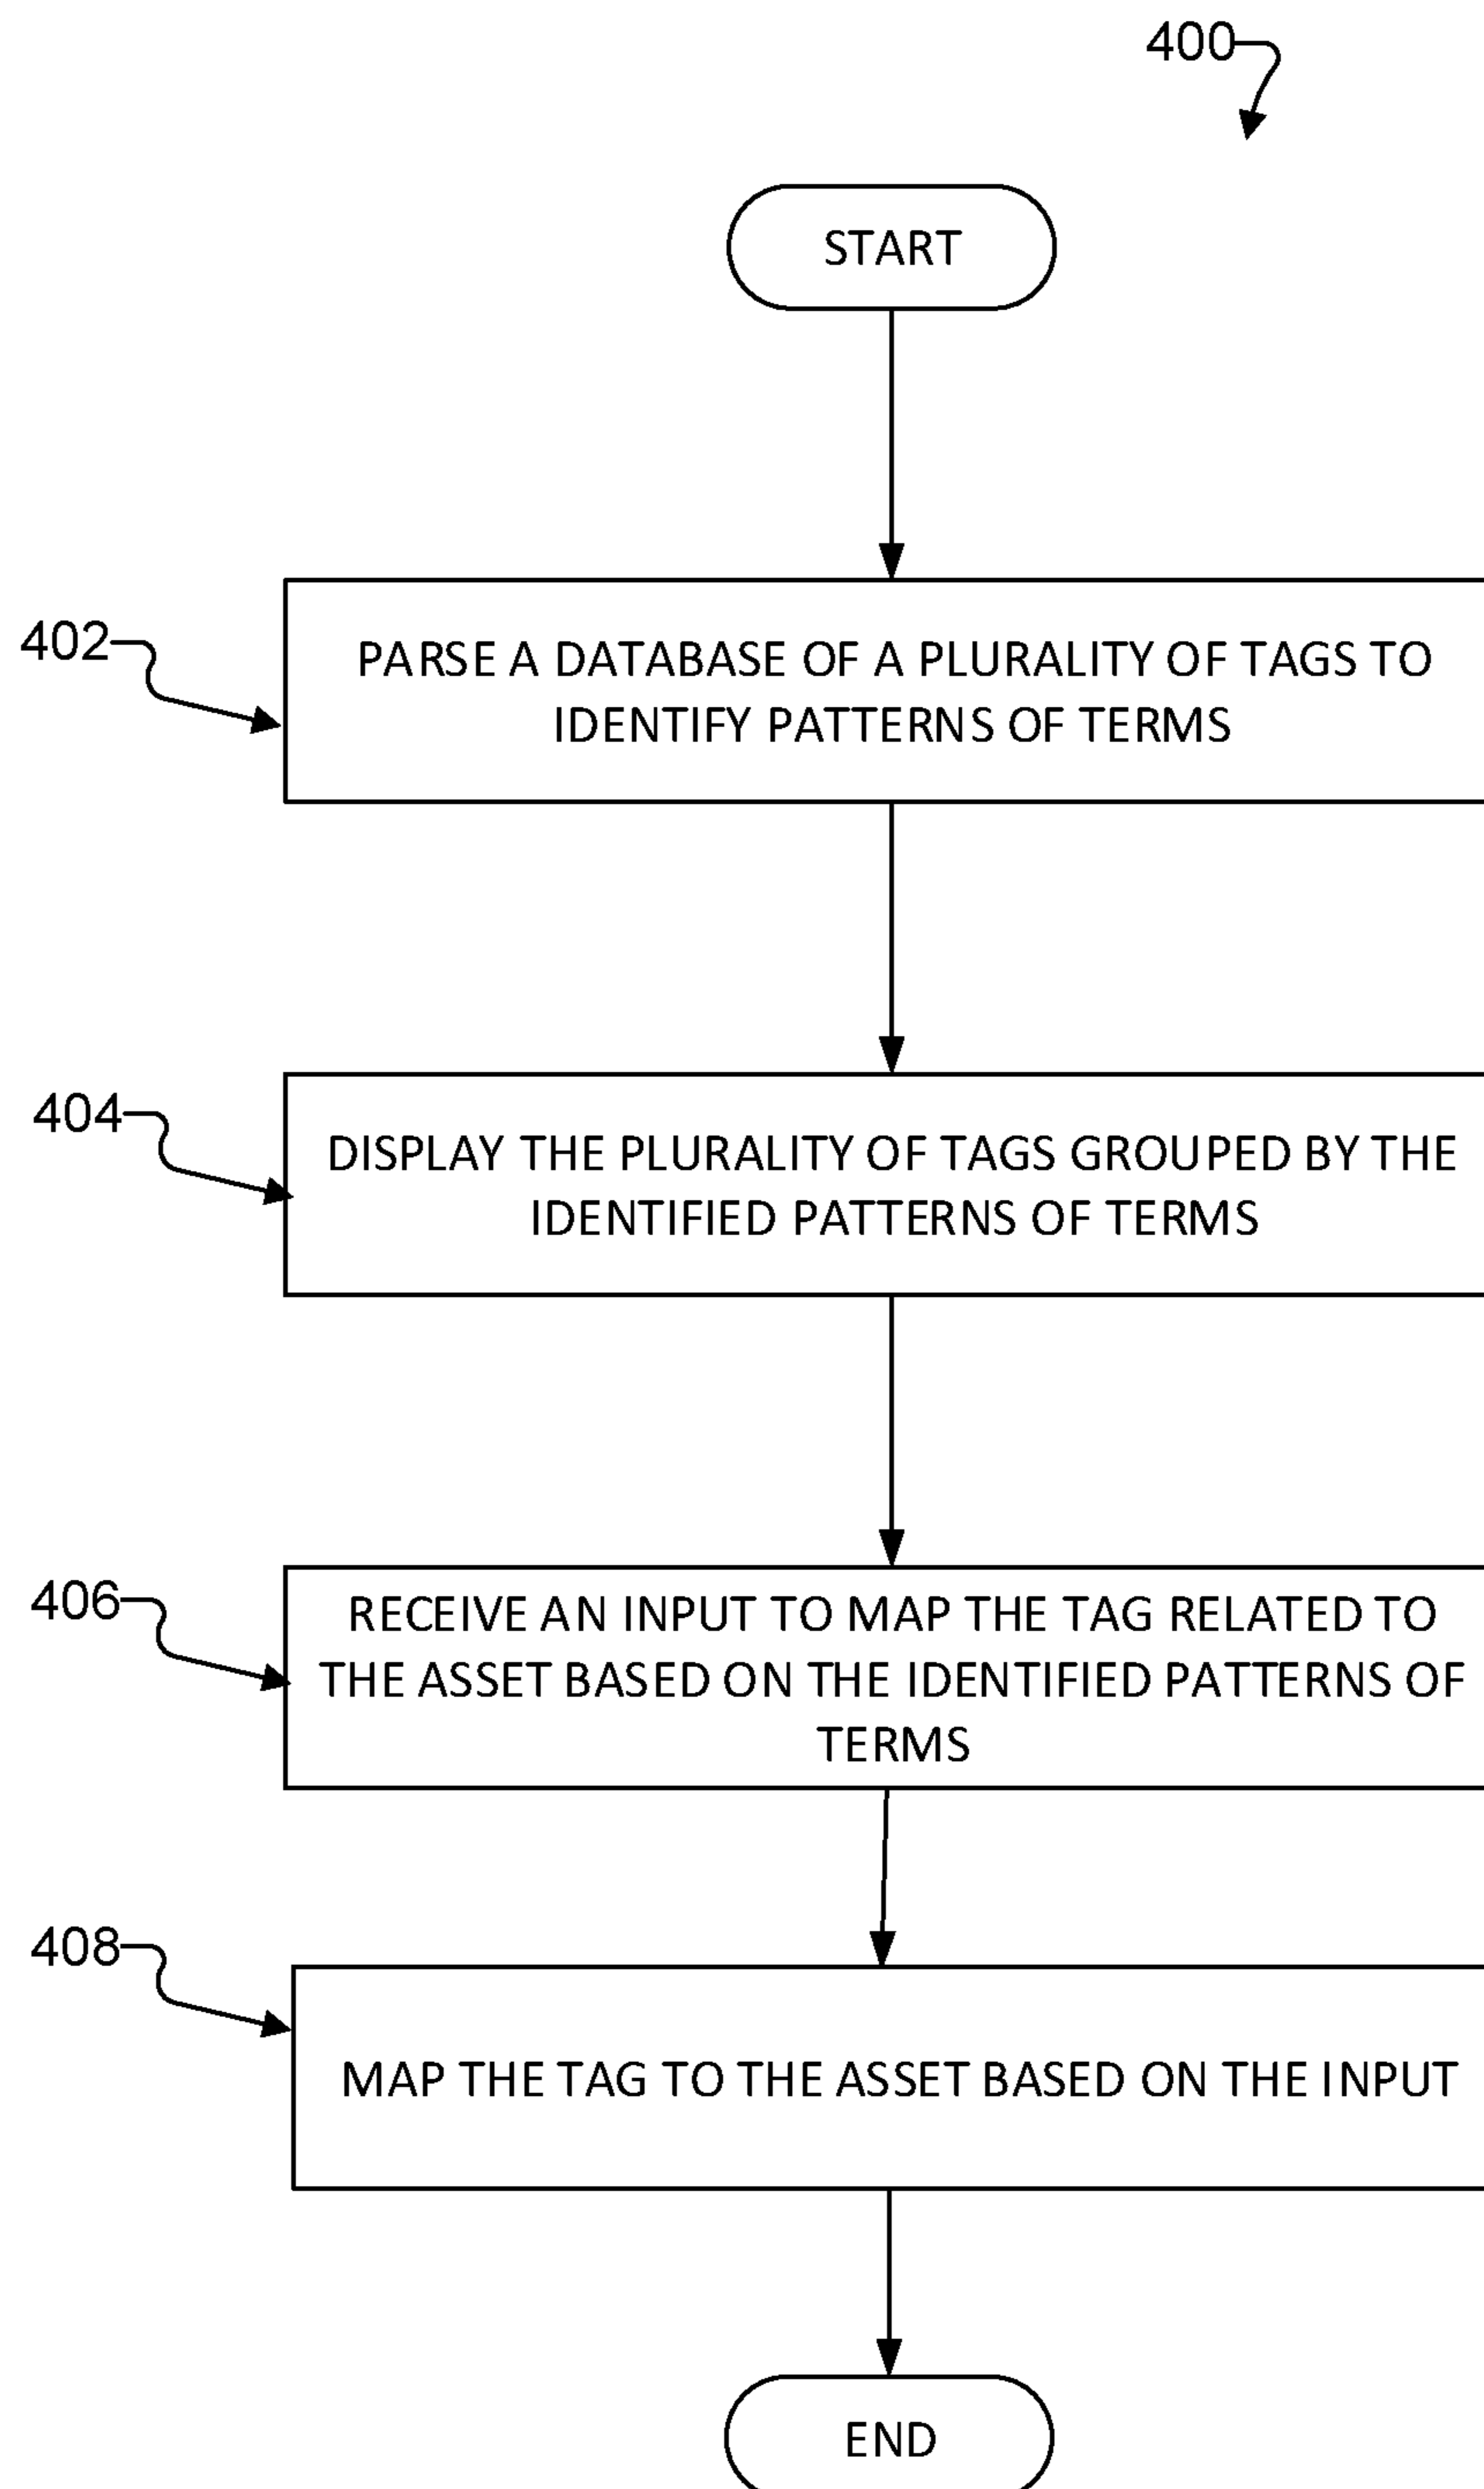 400
START
402
PARSE A DATABASE OF A PLURALITY OF TAGS TO
IDENTIFY PATTERNS OF TERMS
404
DISPLAY THE PLURALITY OF TAGS GROUPED BY THE
IDENTIFIED PATTERNS OF TERMS
406
RECEIVE AN INPUT TO MAP THE TAG RELATED TO
THE ASSET BASED ON THE IDENTIFIED PATTERNS OF
TERMS
408
MAP THE TAG TO THE ASSET BASED ON THE INPUT
END